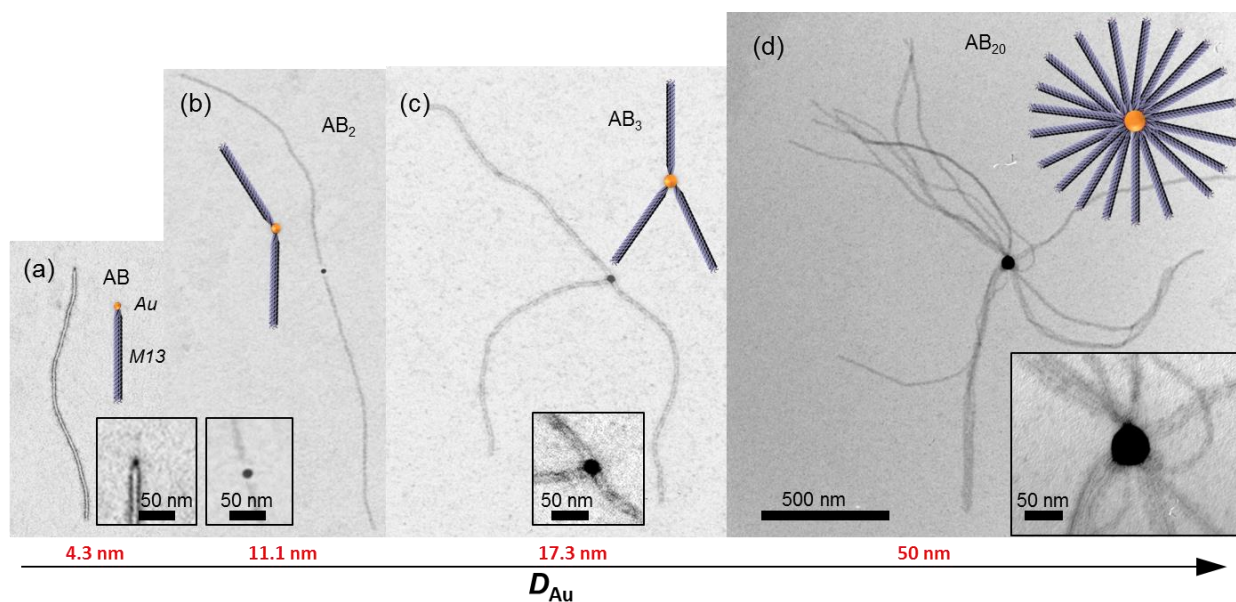 (a)
AB
Au
M13
50 nm
(b)
AB₂
50 nm
(c)
AB₃
50 nm
(d)
AB₂₀
500 nm
50 nm
4.3 nm
11.1 nm
17.3 nm
50 nm
D_Au